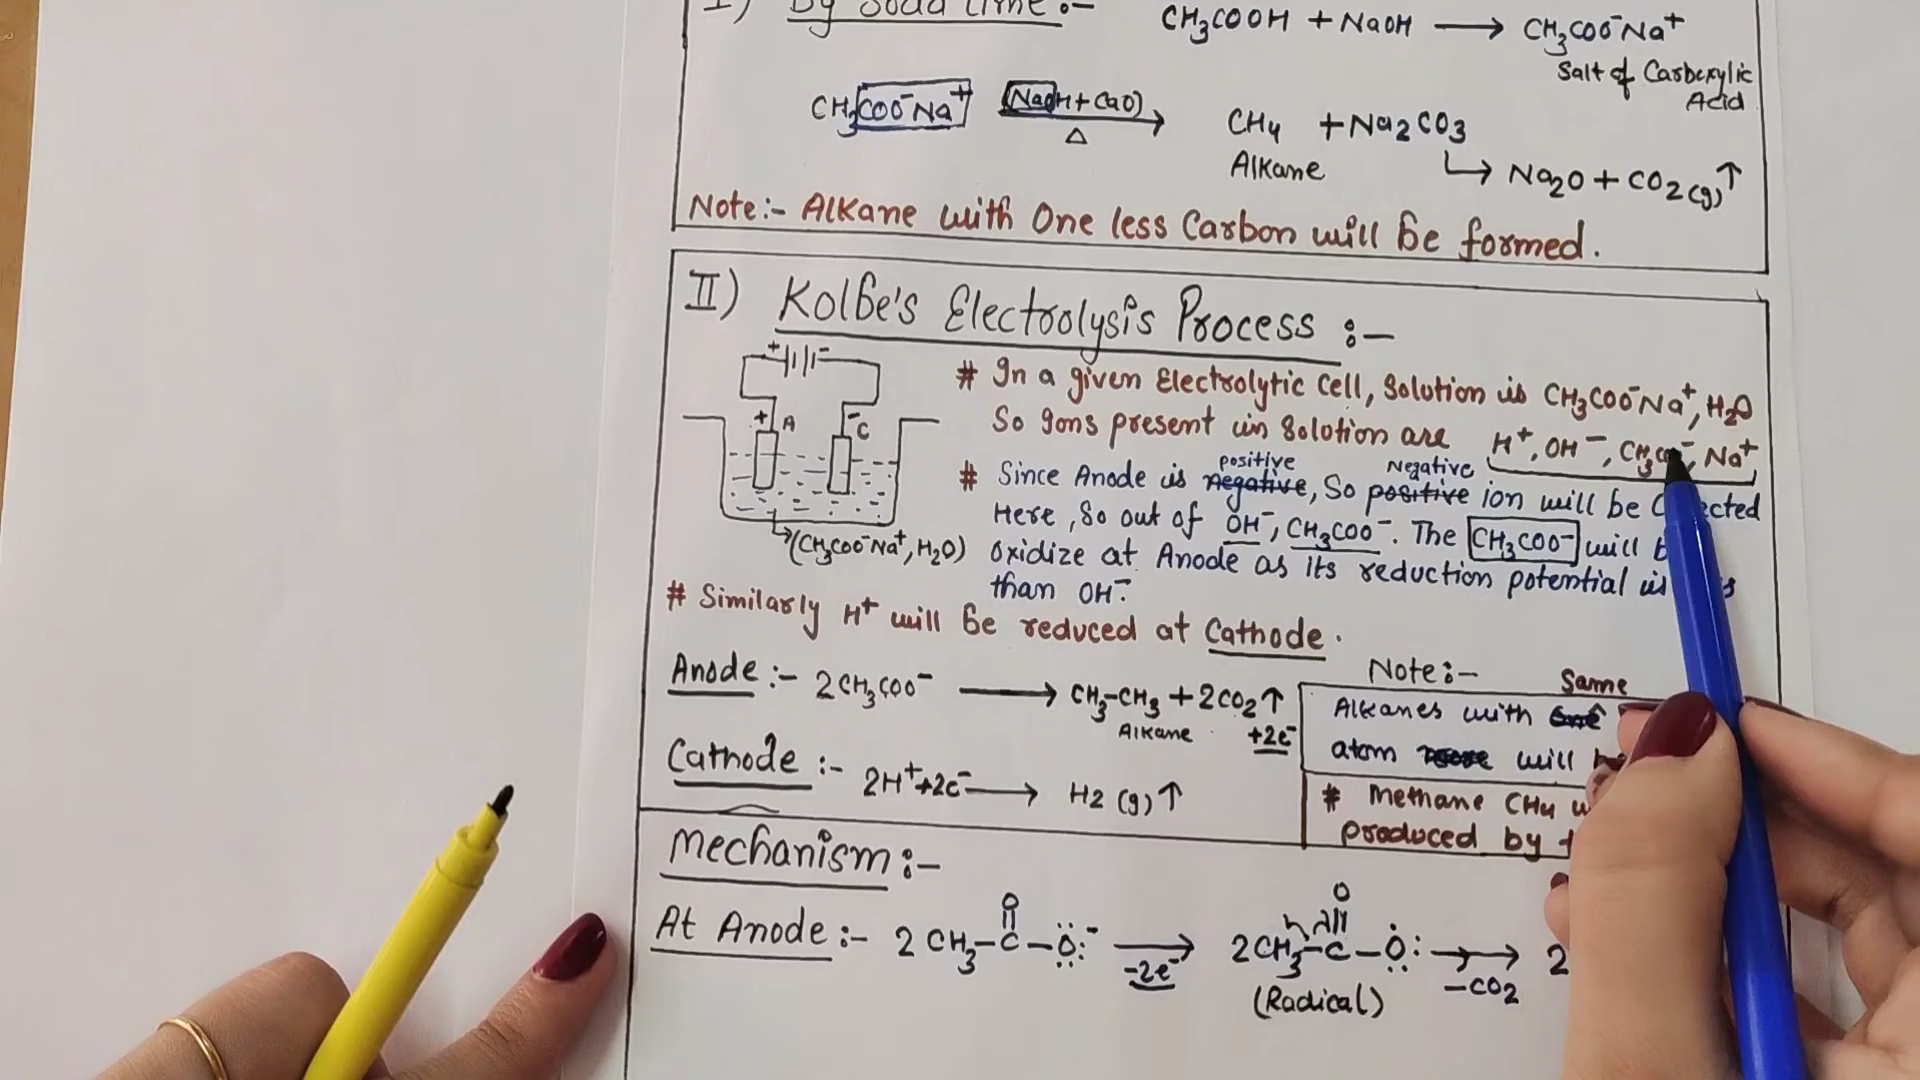 I) By Soda lime :-
CH3COOH + NaOH ⟶ CH3COO⁻Na⁺
Salt of Carboxylic
Acid
CH3COO⁻Na⁺ (NaOH + CaO) ⟶ CH4 + Na2CO3
Δ
Alkane ↳ Na2O + CO2(g)↑
Note:- Alkane with One less Carbon will be formed.
II) Kolbe's Electrolysis Process :-
+ -
# In a given Electrolytic Cell, Solution is CH3COO⁻Na⁺, H2O
So Ions present in Solution are H⁺, OH⁻, CH3COO⁻, Na⁺
+ A - C
positive Negative
# Since Anode is negative, So positive ion will be
Here, So out of OH⁻, CH3COO⁻. The CH3COO⁻ will
oxidize at Anode as its reduction potential is
than OH⁻.
(CH3COO⁻Na⁺, H2O)
# Similarly H⁺ will be reduced at Cathode.
Anode :- 2CH3COO⁻ ⟶ CH3-CH3 + 2CO2↑
Alkane +2e⁻
Cathode :- 2H⁺+2e⁻ ⟶ H2 (g)↑
Note:-
Same
Alkanes with
atom will
# Methane CH4
produced by
Mechanism :-
At Anode :- 2CH3-C-O:⁻ ⟶ 2CH3-C-O: ⟶ 2
O O
-2e⁻ -CO2
(Radical)